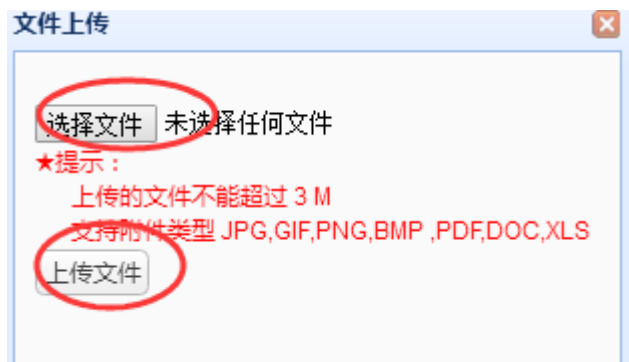 文件上传
选择文件 未选择任何文件
★提示：
上传的文件不能超过 3 M
支持附件类型 JPG,GIF,PNG,BMP ,PDF,DOC,XLS
上传文件